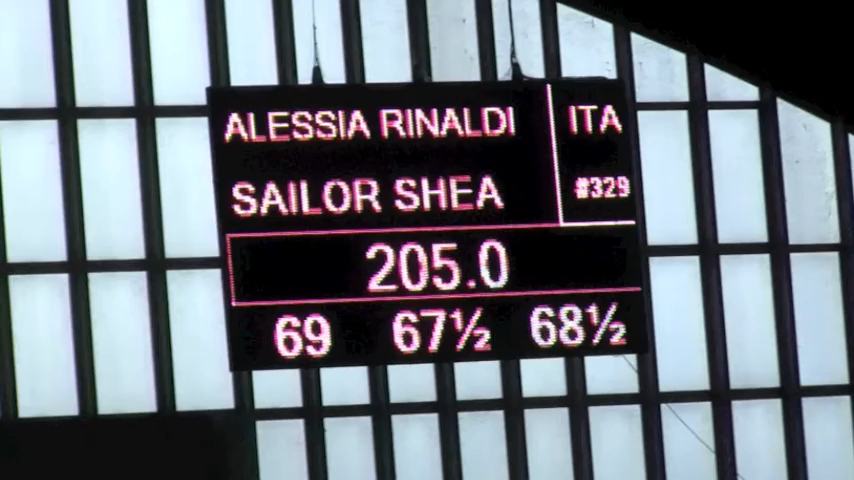 ALESSIA RINALDI ITA
SAILOR SHEA #329
205.0
69 67½ 68½